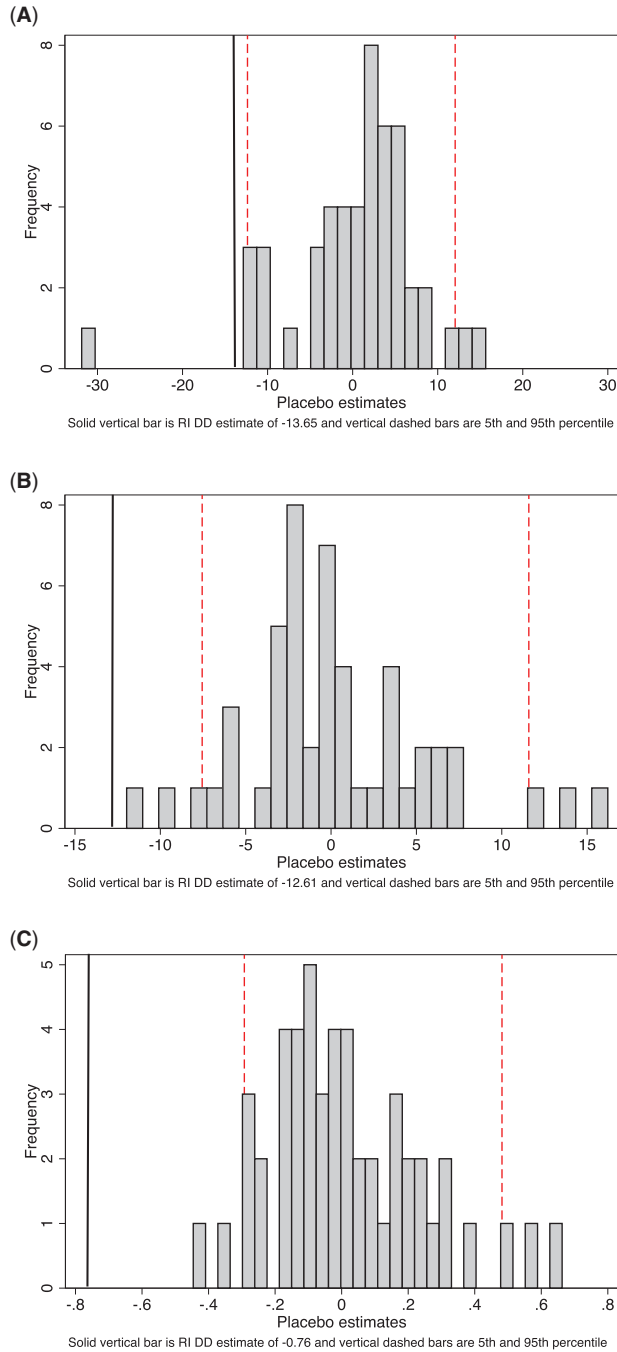 (A)
8
6
4
2
0
Frequency
-30 -20 -10 0 10 20 30
Placebo estimates
Solid vertical bar is RI DD estimate of -13.65 and vertical dashed bars are 5th and 95th percentile
(B)
8
6
4
2
0
Frequency
-15 -10 -5 0 5 10 15
Placebo estimates
Solid vertical bar is RI DD estimate of -12.61 and vertical dashed bars are 5th and 95th percentile
(C)
5
4
3
2
1
0
Frequency
-.8 -.6 -.4 -.2 0 .2 .4 .6 .8
Placebo estimates
Solid vertical bar is RI DD estimate of -0.76 and vertical dashed bars are 5th and 95th percentile